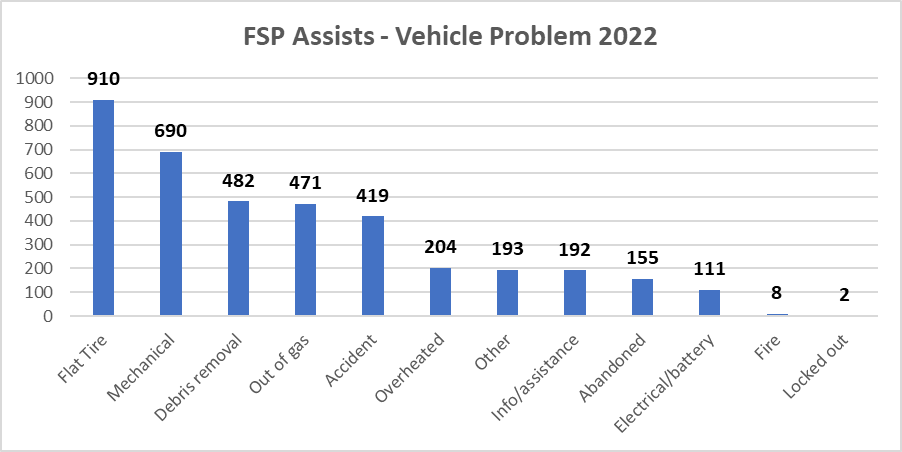 FSP Assists - Vehicle Problem 2022
1000
900
800
700
600
500
400
300
200
100
0
910
690
482
471
419
204
193
192
155
111
8
2
Flat Tire
Mechanical
Debris removal
Out of gas
Accident
Overheated
Other
Info/assistance
Abandoned
Electrical/battery
Fire
Locked out